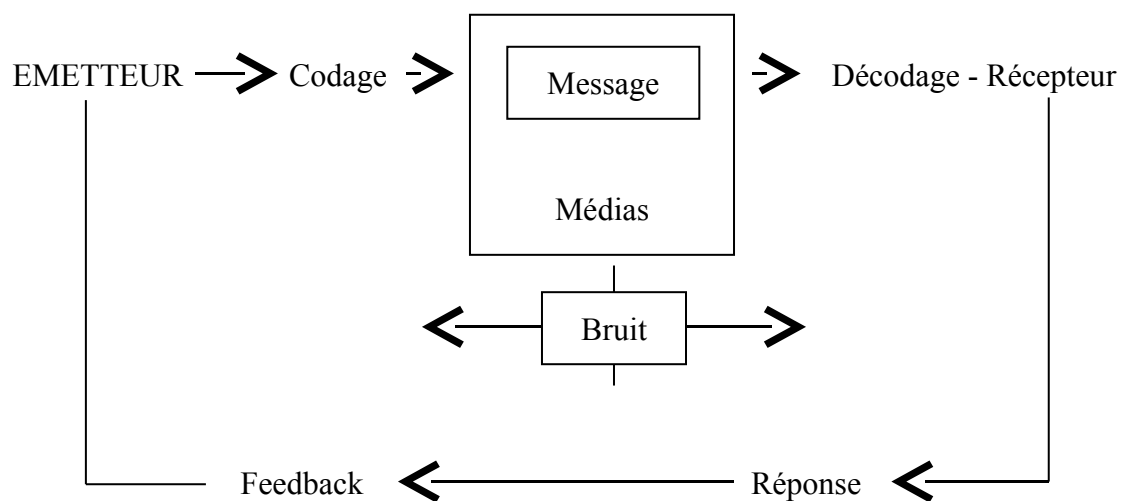 EMETTEUR
Codage
Message
Médias
Décodage - Récepteur
Bruit
Feedback
Réponse